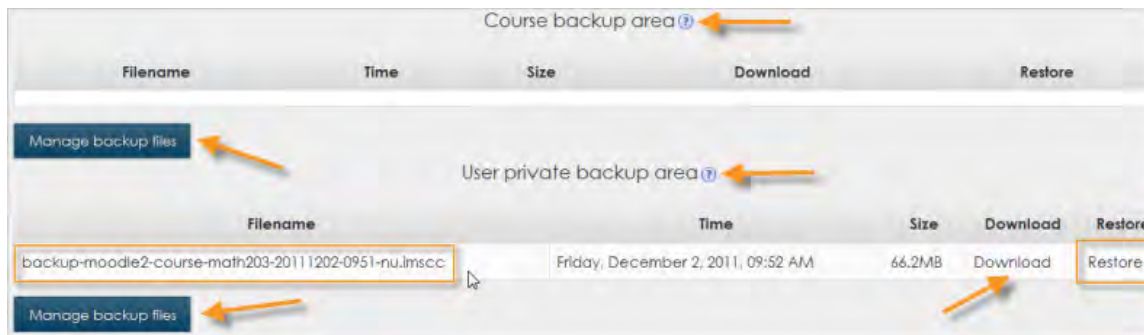 Course backup area
Filename Time Size Download Restore
Manage backup files
User private backup area
Filename Time Size Download Restore
backup-moodle2-course-math203-20111202-0951-nu.imscc Friday, December 2, 2011, 09:52 AM 66.2MB Download Restore
Manage backup files